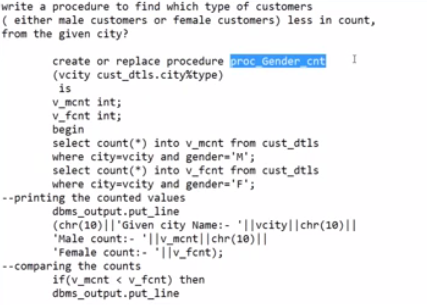 write a procedure to find which type of customers
( either male customers or female customers) less in count,
from the given city?
create or replace procedure proc_Gender_cnt
(vcity cust_dtls.city%type)
is
v_mcnt int;
v_fcnt int;
begin
select count(*) into v_mcnt from cust_dtls
where city=vcity and gender='M';
select count(*) into v_fcnt from cust_dtls
where city=vcity and gender='F';
--printing the counted values
dbms_output.put_line
(chr(10)||'Given city Name:- '||vcity||chr(10)||
'Male count:- '||v_mcnt||chr(10)||
'Female count:- '||v_fcnt);
--comparing the counts
if(v_mcnt < v_fcnt) then
dbms_output.put_line